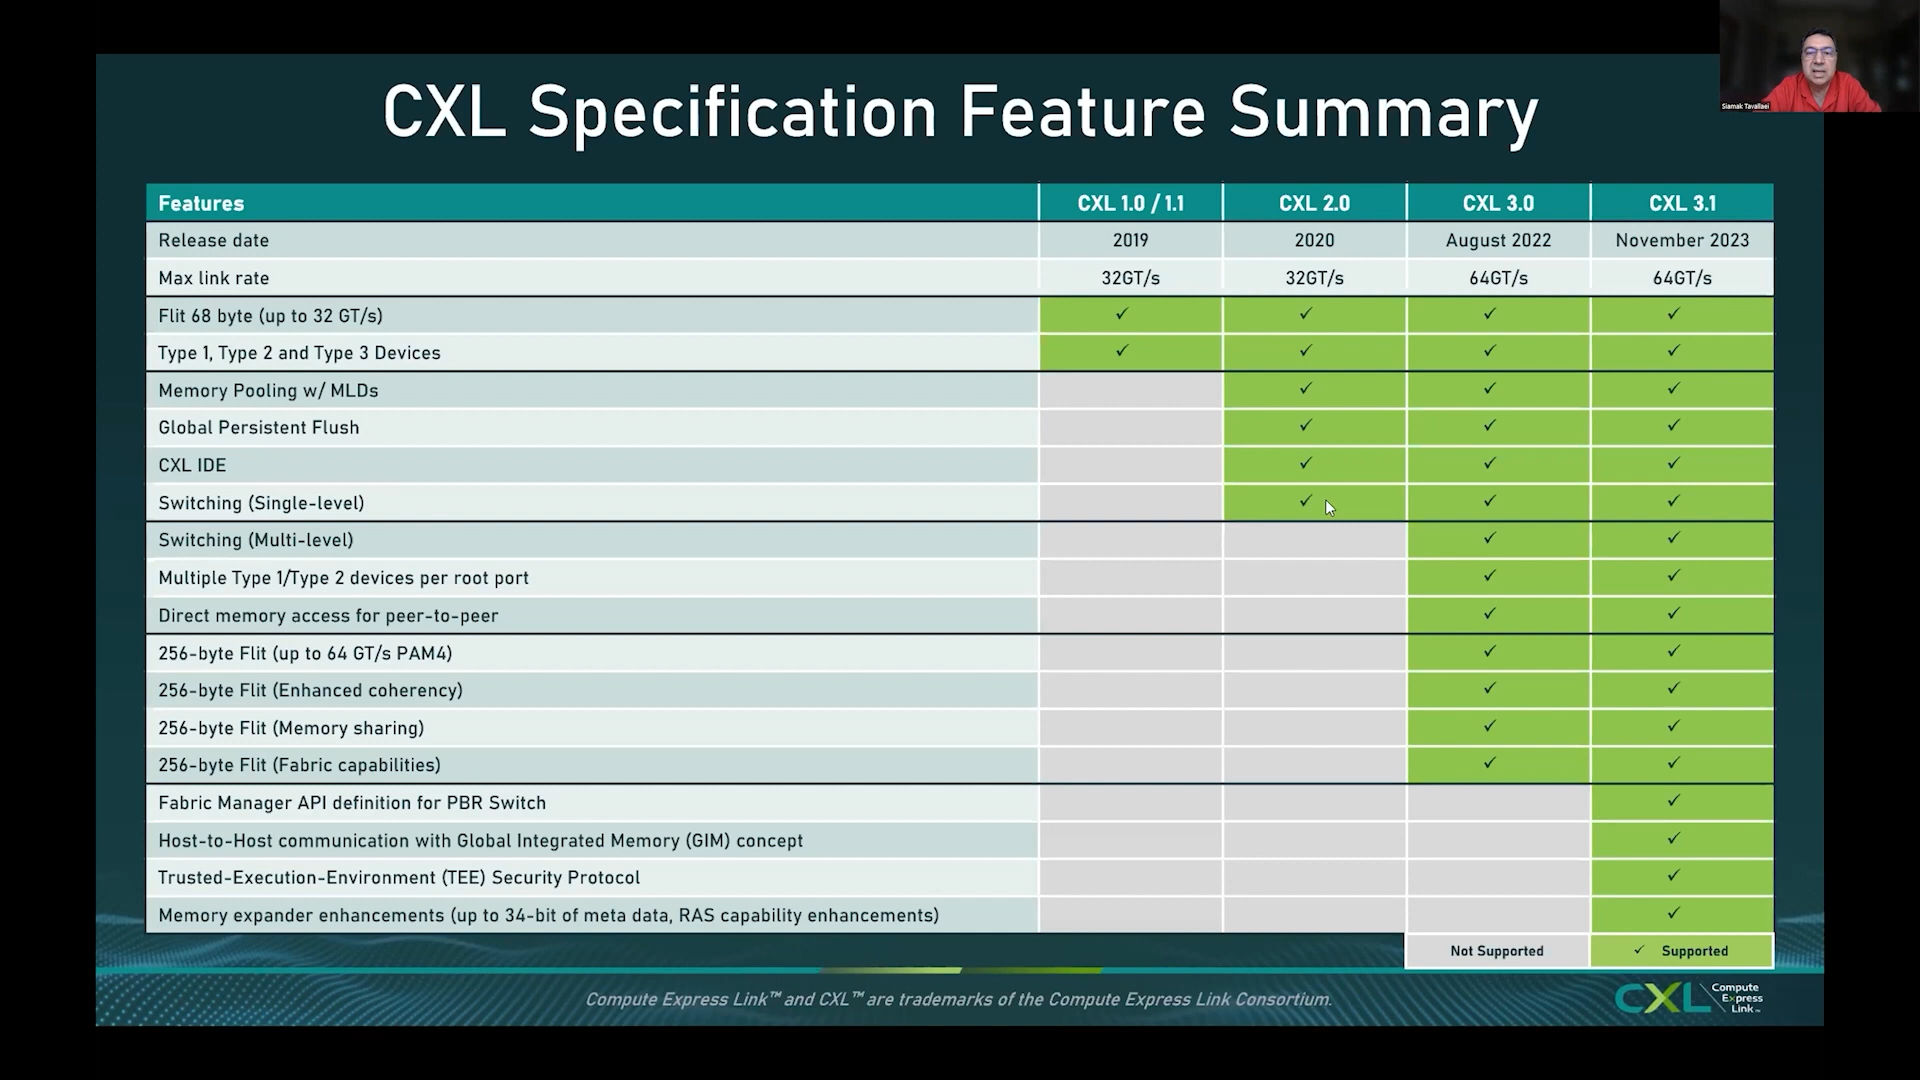 Siamak Tavallaei
CXL Specification Feature Summary
Features CXL 1.0 / 1.1 CXL 2.0 CXL 3.0 CXL 3.1
Release date 2019 2020 August 2022 November 2023
Max link rate 32GT/s 32GT/s 64GT/s 64GT/s
Flit 68 byte (up to 32 GT/s) ✓ ✓ ✓ ✓
Type 1, Type 2 and Type 3 Devices ✓ ✓ ✓ ✓
Memory Pooling w/ MLDs ✓ ✓ ✓
Global Persistent Flush ✓ ✓ ✓
CXL IDE ✓ ✓ ✓
Switching (Single-level) ✓ ✓ ✓
Switching (Multi-level) ✓ ✓
Multiple Type 1/Type 2 devices per root port ✓ ✓
Direct memory access for peer-to-peer ✓ ✓
256-byte Flit (up to 64 GT/s PAM4) ✓ ✓
256-byte Flit (Enhanced coherency) ✓ ✓
256-byte Flit (Memory sharing) ✓ ✓
256-byte Flit (Fabric capabilities) ✓ ✓
Fabric Manager API definition for PBR Switch ✓
Host-to-Host communication with Global Integrated Memory (GIM) concept ✓
Trusted-Execution-Environment (TEE) Security Protocol ✓
Memory expander enhancements (up to 34-bit of meta data, RAS capability enhancements) ✓
Not Supported ✓ Supported
Compute Express Link™ and CXL™ are trademarks of the Compute Express Link Consortium.
CXL
Compute
Express
Link™